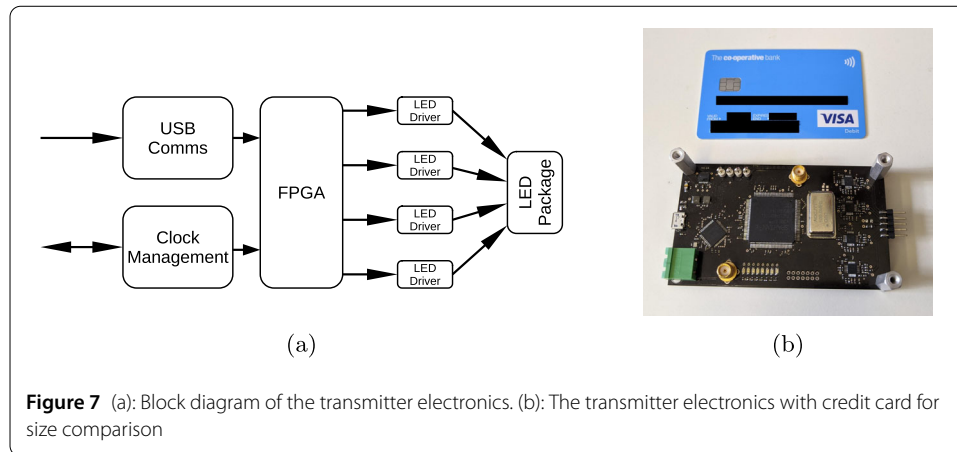 USB
Comms
Clock
Management
FPGA
LED
Driver
LED
Driver
LED
Driver
LED
Driver
LED
Package
The co-operative bank
VISA
Debit
(a)
(b)
Figure 7 (a): Block diagram of the transmitter electronics. (b): The transmitter electronics with credit card for
size comparison